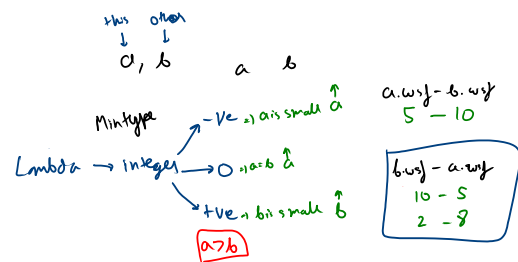 this other
a, b
a b
Mintype
Lambda → integer
-ve => a is small a
0 => a=b a
+ve => b is small b
a>b
a.wsf - b.wsf
5 - 10
b.wsf - a.wsf
10 - 5
2 - 8